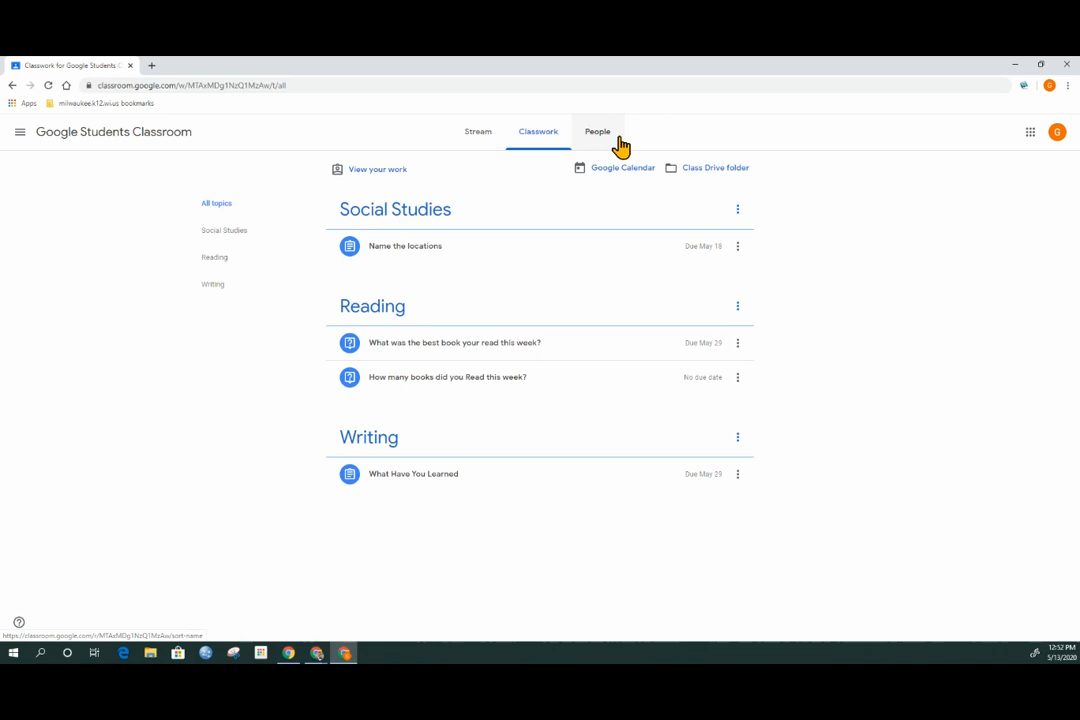 Classwork for Google Students C
classroom.google.com/w/MTAxMDg1NzQ1MzAw/t/all
G
Apps
milwaukee.k12.wi.us bookmarks
Google Students Classroom
Stream
Classwork
People
G
View your work
Google Calendar
Class Drive folder
All topics
Social Studies
Reading
Writing
Social Studies
Name the locations
Due May 18
Reading
What was the best book your read this week?
Due May 29
How many books did you Read this week?
No due date
Writing
What Have You Learned
Due May 29
https://classroom.google.com/r/MTAxMDg1NzQ1MzAw/sort-name
12:52 PM
5/13/2020